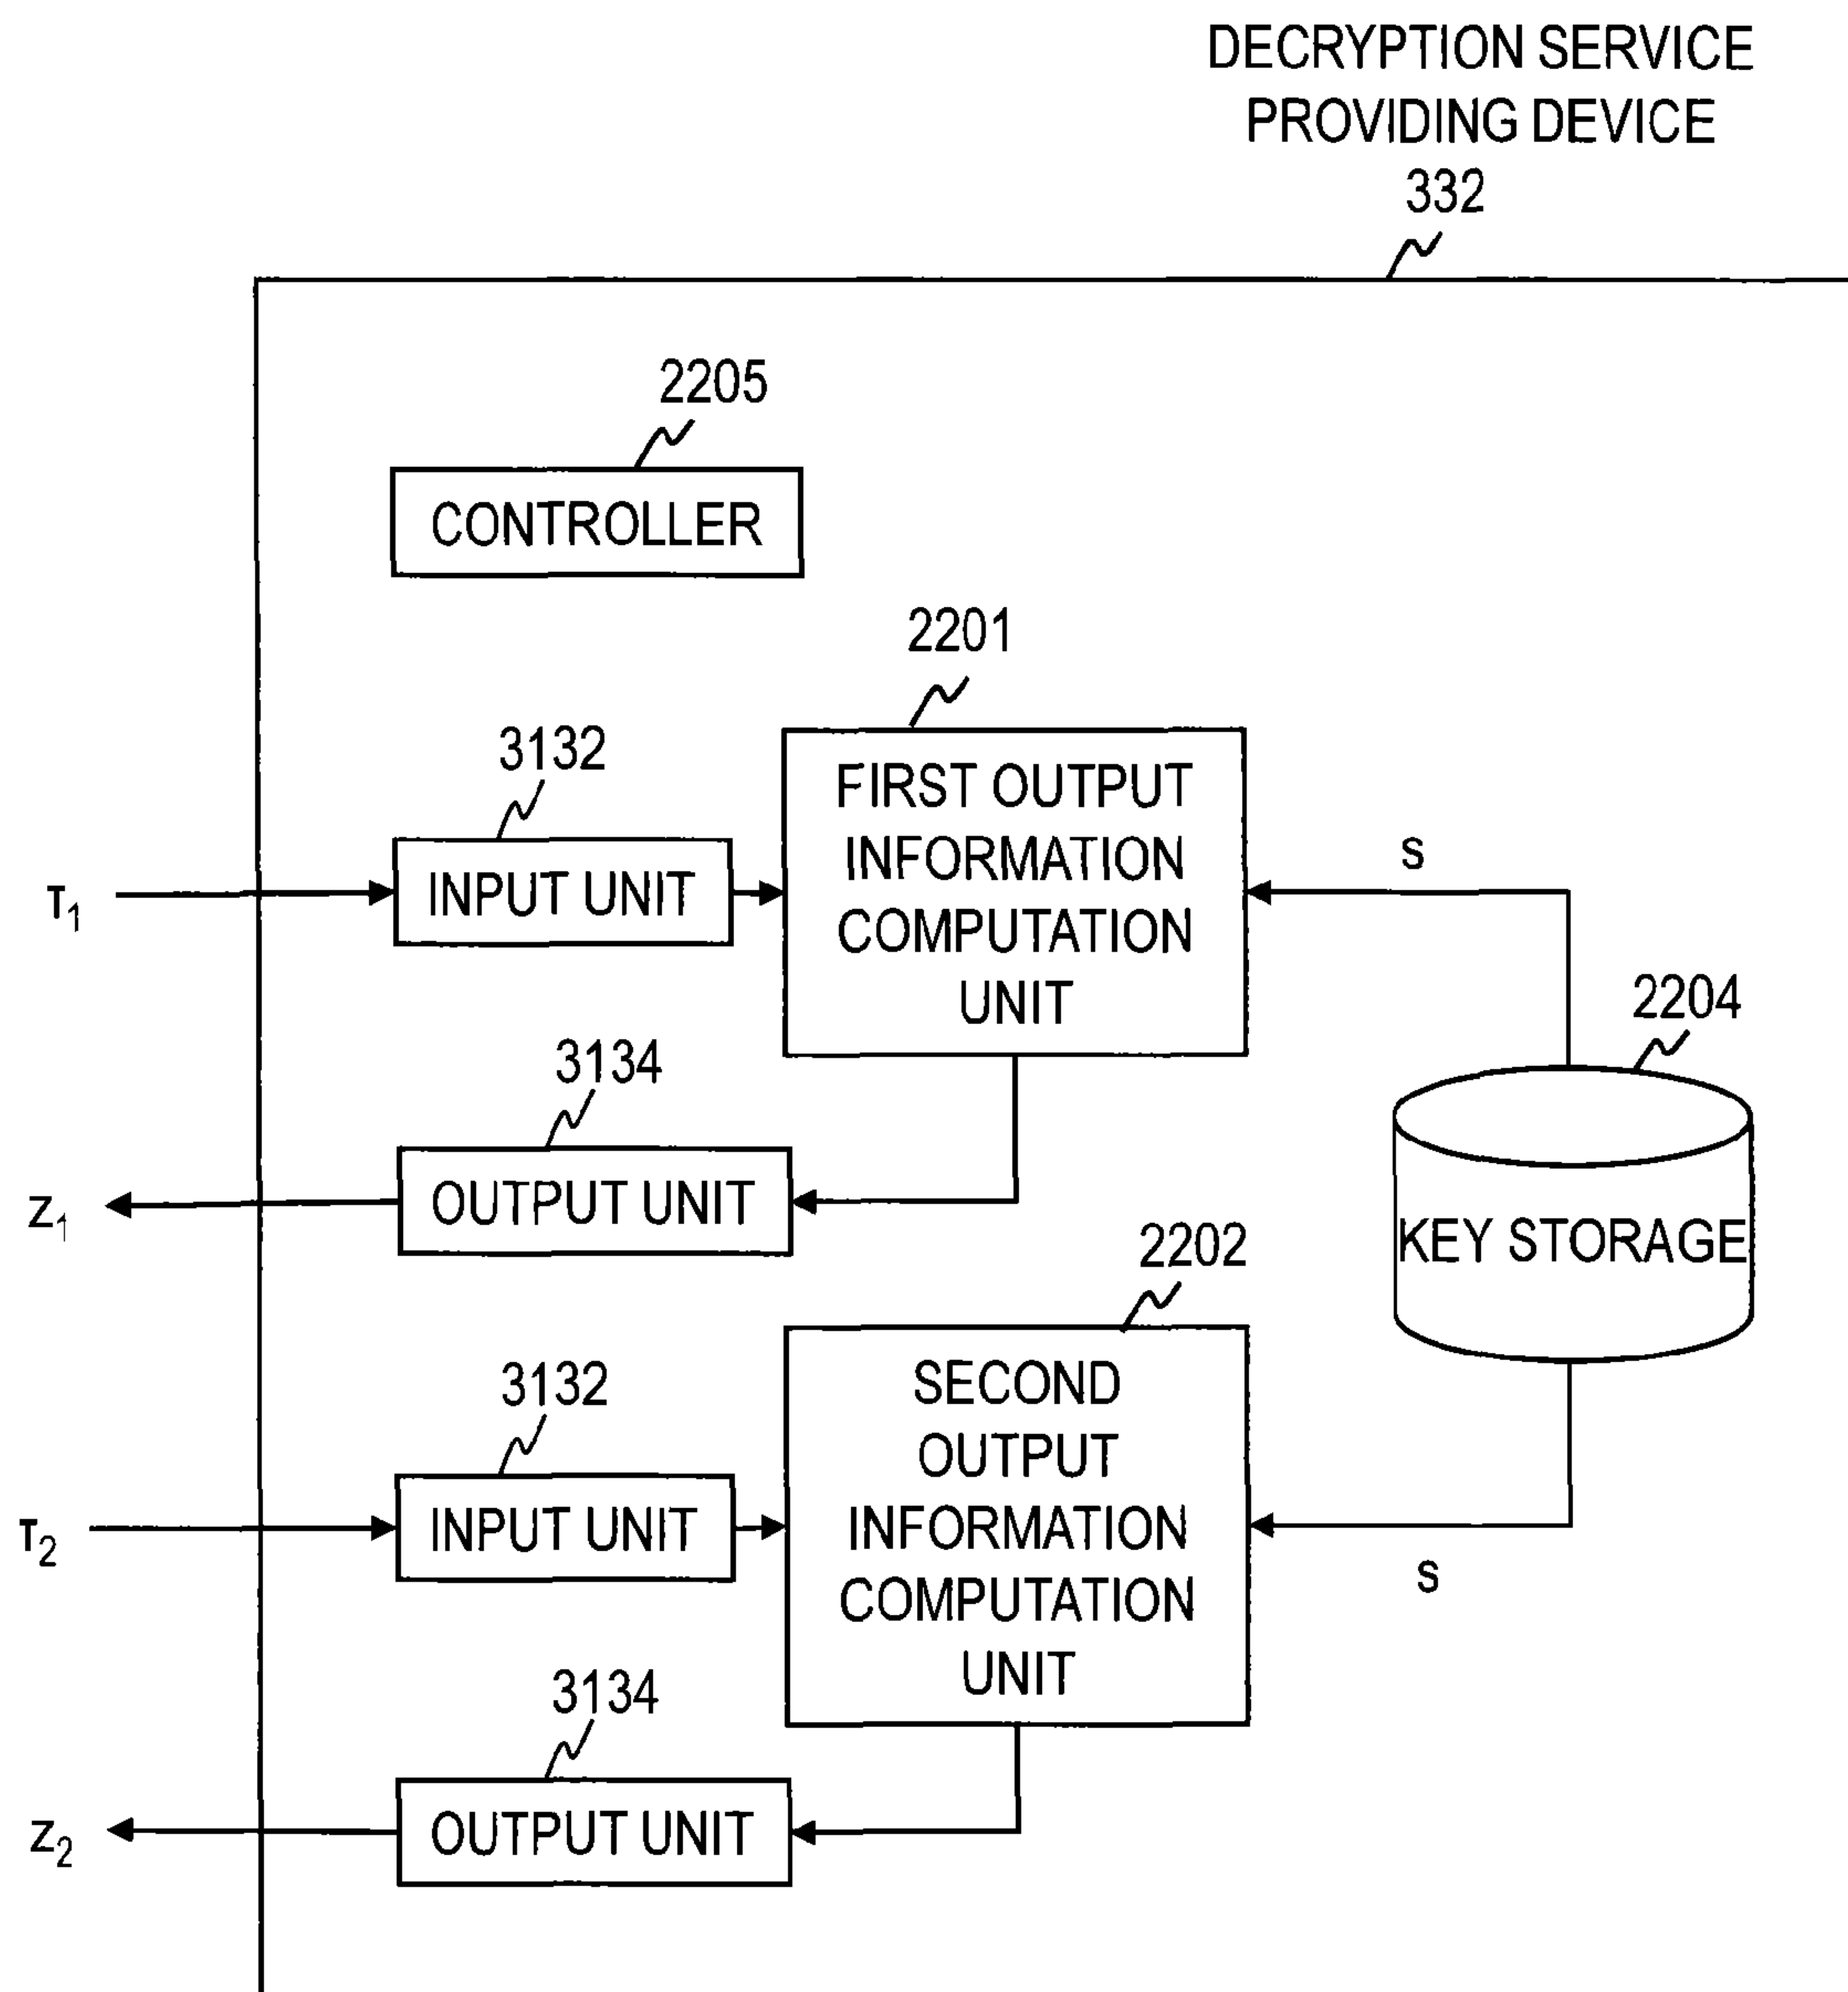 DECRYPTION SERVICE
PROVIDING DEVICE
332
2205
CONTROLLER
2201
3132
FIRST OUTPUT
INFORMATION
COMPUTATION
UNIT
INPUT UNIT
τ₁
s
2204
3134
OUTPUT UNIT
z₁
KEY STORAGE
2202
3132
SECOND
OUTPUT
INFORMATION
COMPUTATION
UNIT
INPUT UNIT
τ₂
s
3134
OUTPUT UNIT
z₂